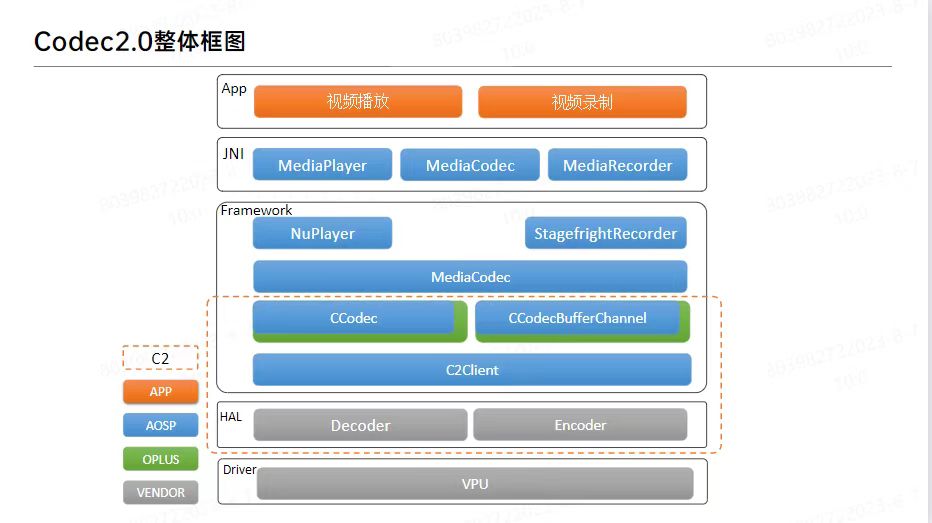 Codec2.0整体框图
App
视频播放
视频录制
JNI
MediaPlayer
MediaCodec
MediaRecorder
Framework
NuPlayer
StagefrightRecorder
MediaCodec
CCodec
CCodecBufferChannel
C2Client
HAL
Decoder
Encoder
Driver
VPU
C2
APP
AOSP
OPLUS
VENDOR